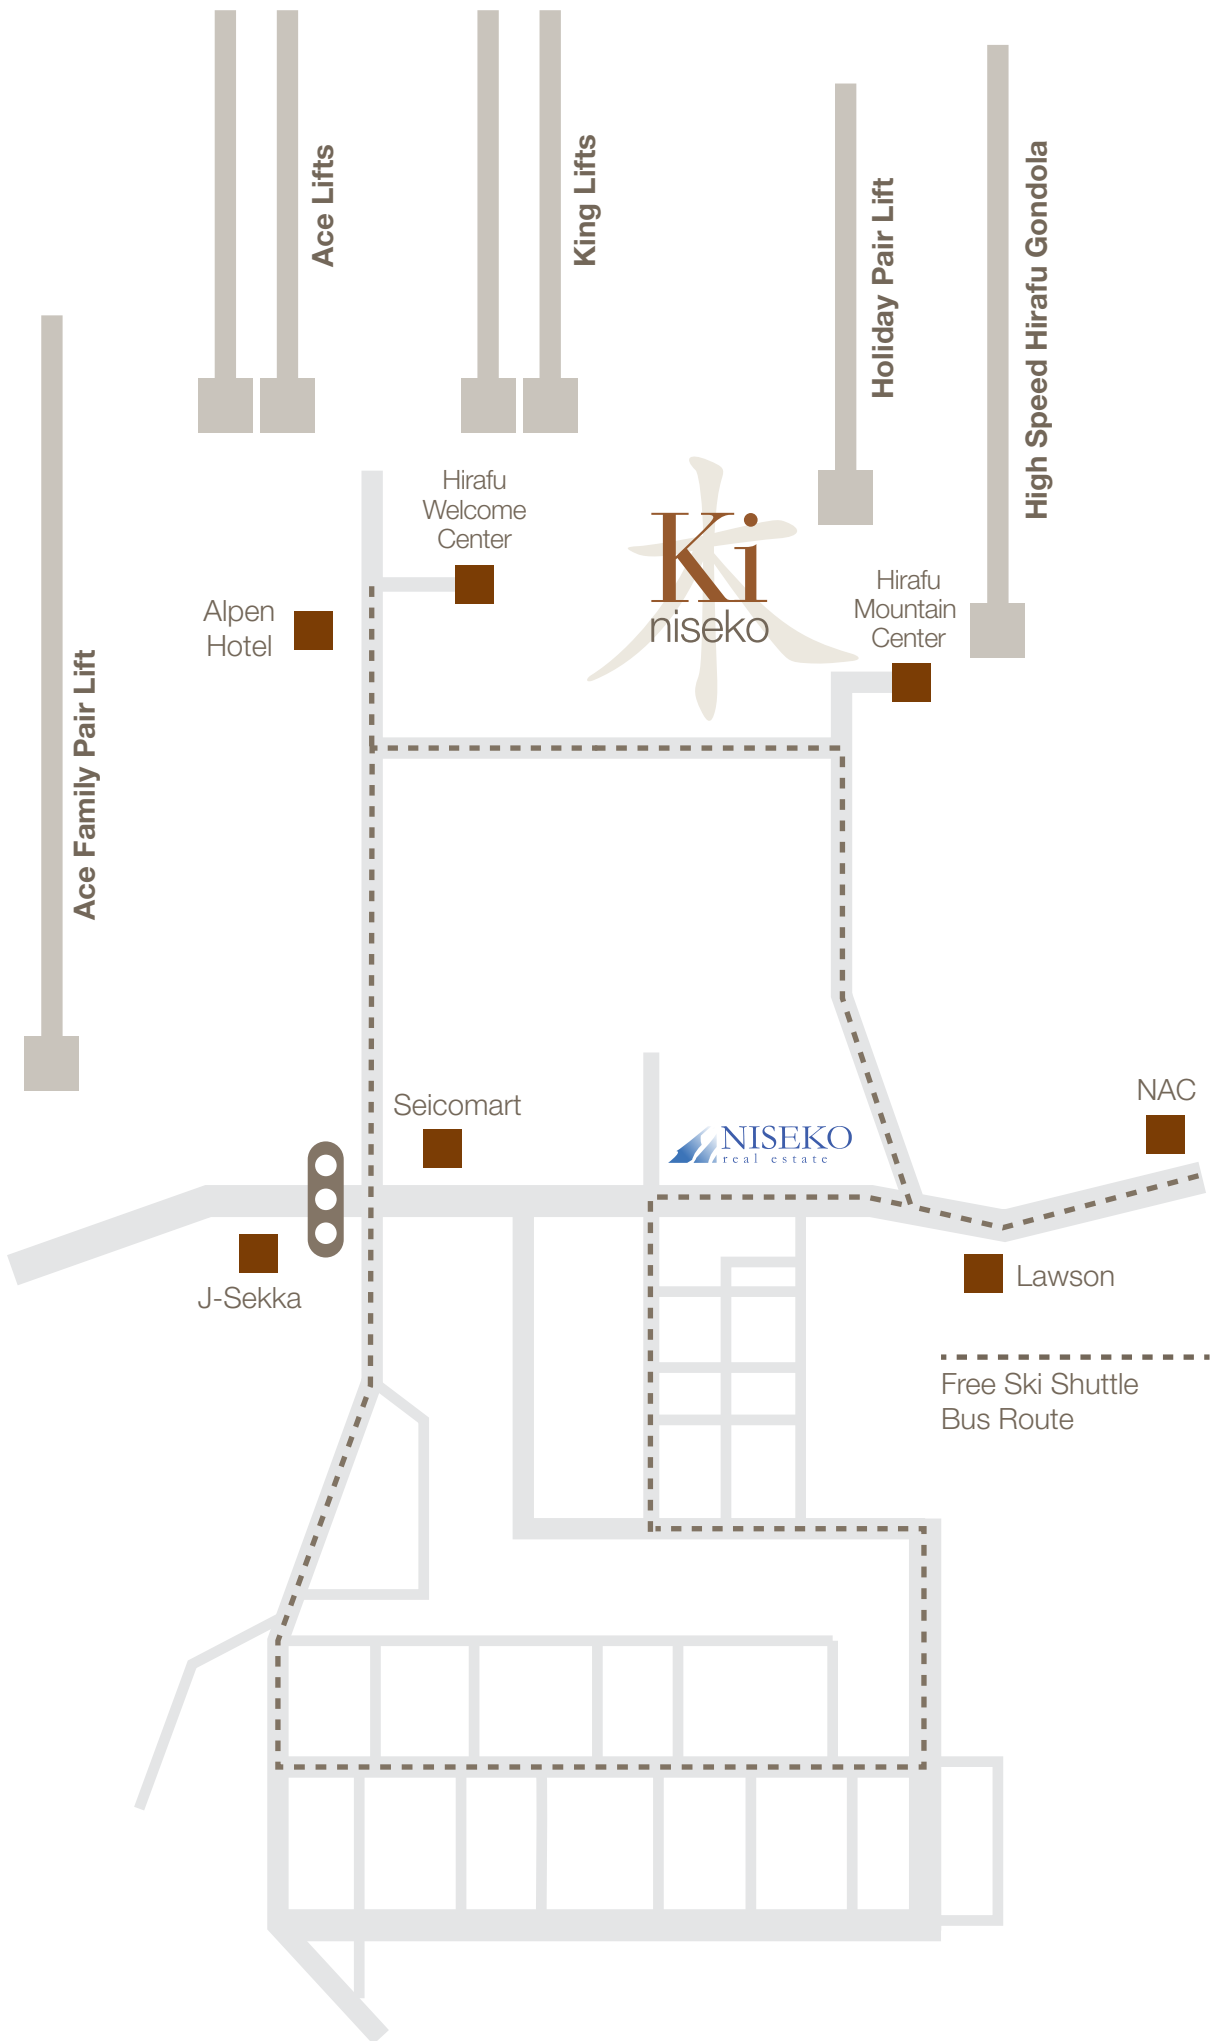 Ace Lifts
King Lifts
Holiday Pair Lift
High Speed Hirafu Gondola
Ace Family Pair Lift
Hirafu
Welcome
Center
木
Ki
niseko
Alpen
Hotel
Hirafu
Mountain
Center
Seicomart
NISEKO
real estate
NAC
J-Sekka
Lawson
Free Ski Shuttle
Bus Route